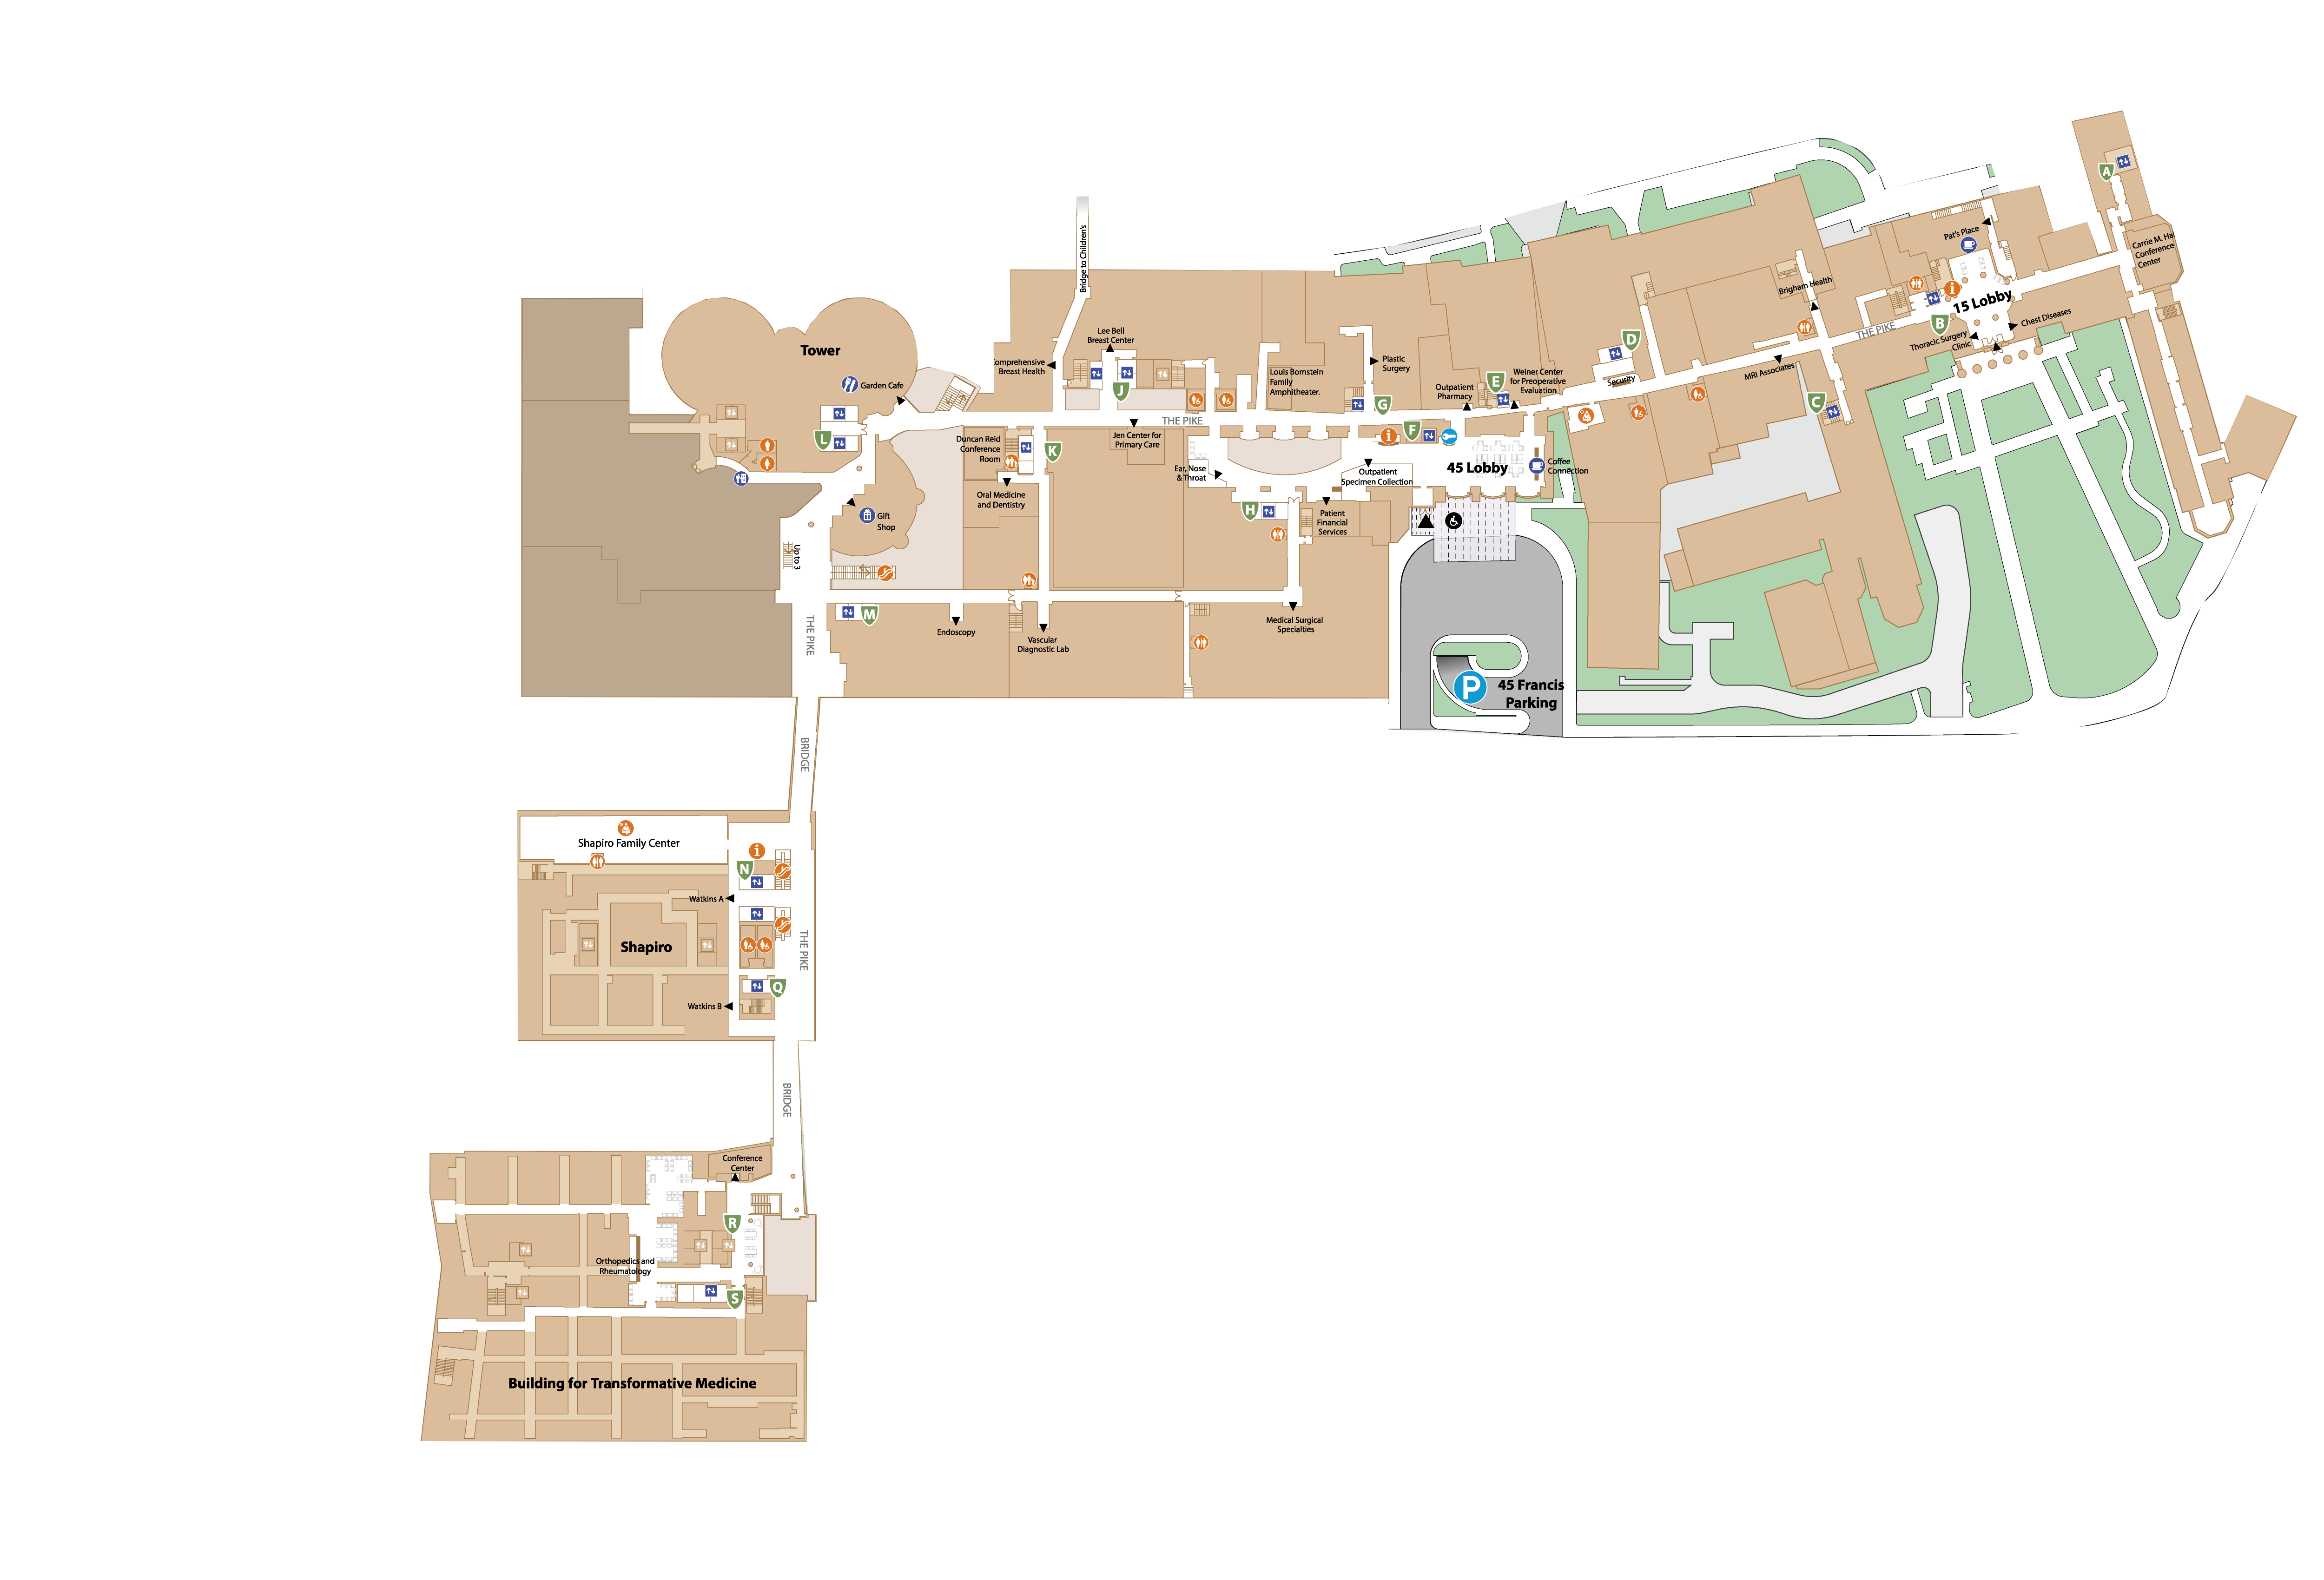 A
Carrie M. Ha
Conference
Center
Pat's Place
15 Lobby
B
Chest Diseases
Thoracic Surgery
Clinic
THE PIKE
Brigham Health
MRI Associates
C
D
Security
E
Weiner Center
for Preoperative
Evaluation
Outpatient
Pharmacy
Plastic
Surgery
G
F
45 Lobby
Coffee
Connection
Outpatient
Specimen Collection
Louis Bornstein
Family
Amphitheater.
Ear, Nose
& Throat
H
Patient
Financial
Services
Medical Surgical
Specialties
P
45 Francis
Parking
Bridge to Children's
Lee Bell
Breast Center
omprehensive
Breast Health
J
THE PIKE
Jen Center for
Primary Care
K
Duncan Reid
Conference
Room
Oral Medicine
and Dentistry
Tower
Garden Cafe
L
Gift
Shop
Up to 3
M
Endoscopy
Vascular
Diagnostic Lab
THE PIKE
BRIDGE
Shapiro Family Center
i
N
Watkins A
Shapiro
THE PIKE
Q
Watkins B
BRIDGE
Conference
Center
R
Orthopedics and
Rheumatology
S
Building for Transformative Medicine